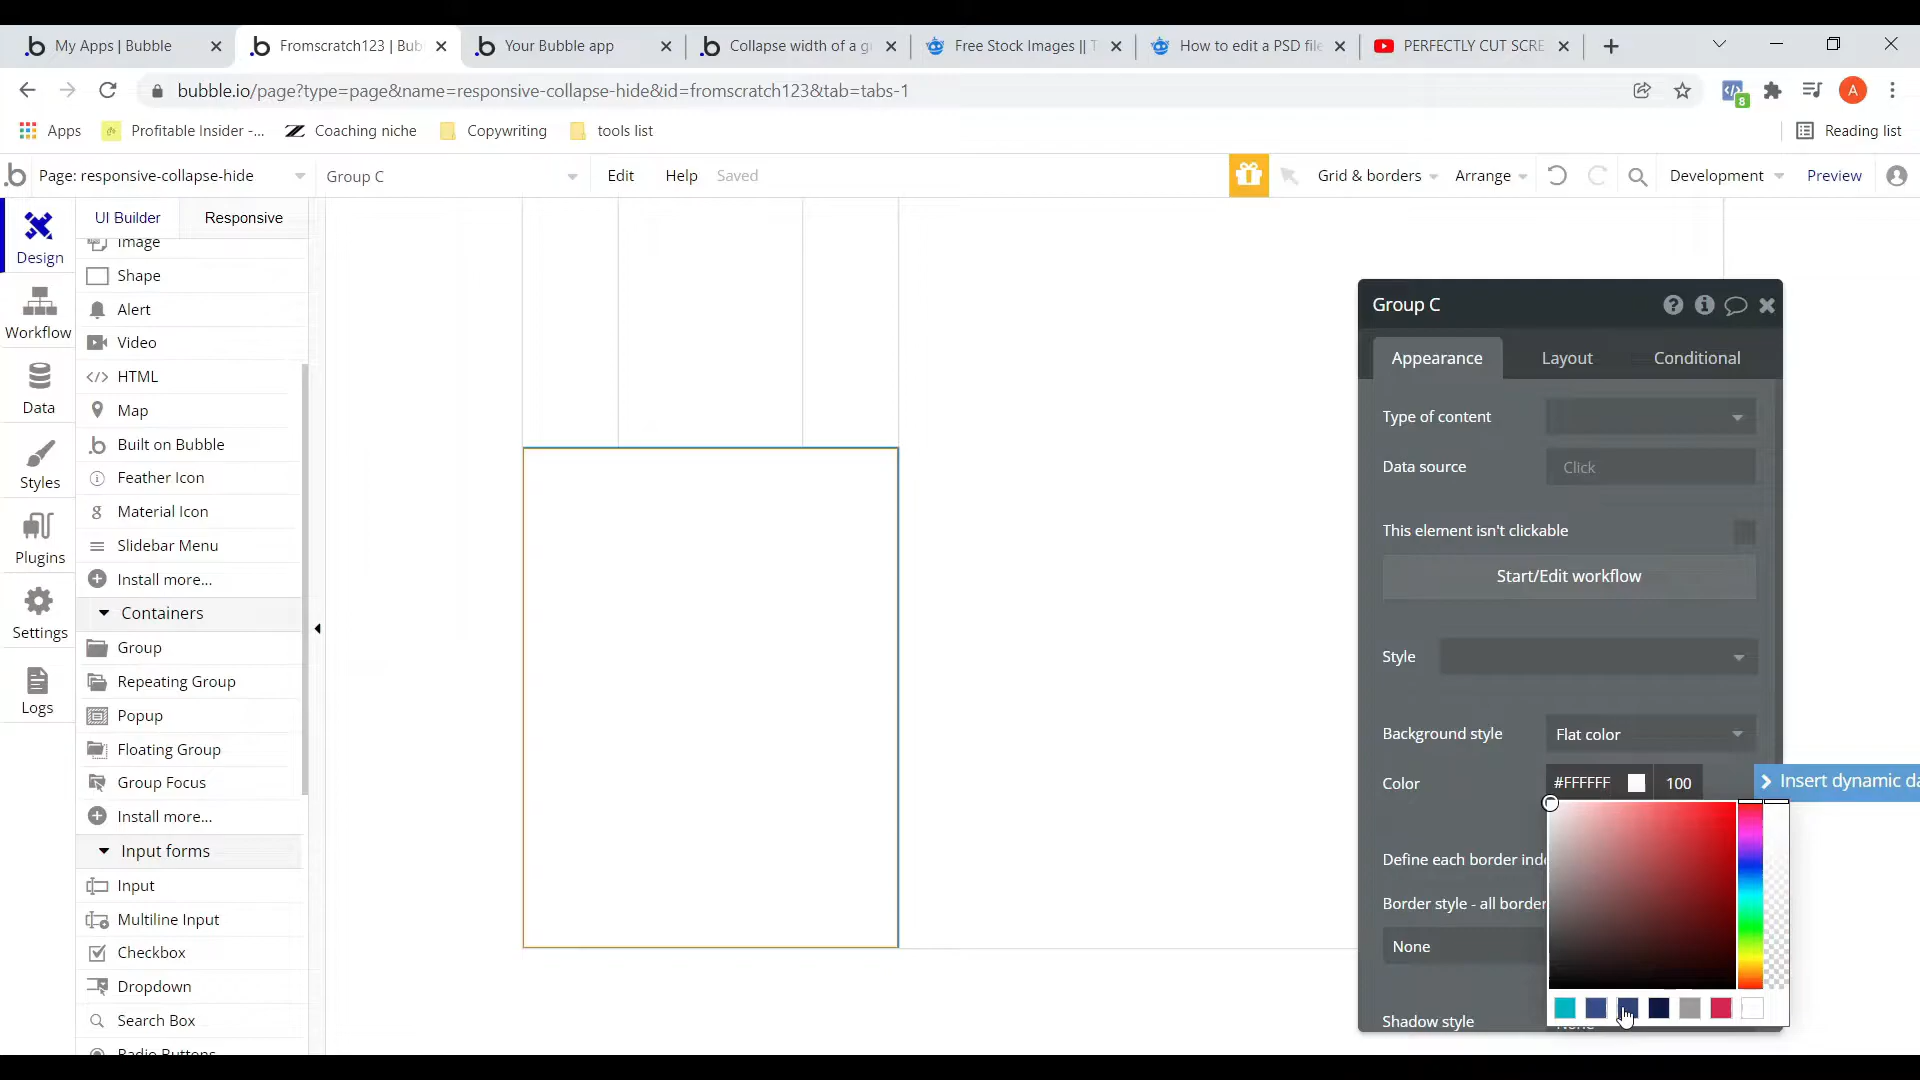 My Apps | Bubble
Fromscratch123 | Bub
Your Bubble app
Collapse width of a g
Free Stock Images || T
How to edit a PSD file
PERFECTLY CUT SCRE
bubble.io/page?type=page&name=responsive-collapse-hide&id=fromscratch123&tab=tabs-1
8
A
Apps
Profitable Insider -...
Coaching niche
Copywriting
tools list
Reading list
Page: responsive-collapse-hide
Group C
Edit
Help
Saved
Grid & borders
Arrange
Development
Preview
UI Builder
Responsive
Design
Workflow
Data
Styles
Plugins
Settings
Logs
Image
Shape
Alert
Video
HTML
Map
Built on Bubble
Feather Icon
Material Icon
Slidebar Menu
Install more...
Containers
Group
Repeating Group
Popup
Floating Group
Group Focus
Install more...
Input forms
Input
Multiline Input
Checkbox
Dropdown
Search Box
Radio Buttons
Group C
Appearance
Layout
Conditional
Type of content
Data source
Click
This element isn't clickable
Start/Edit workflow
Style
Background style
Flat color
Color
#FFFFFF
100
Insert dynamic da
Define each border inde
Border style - all border
None
Shadow style
None